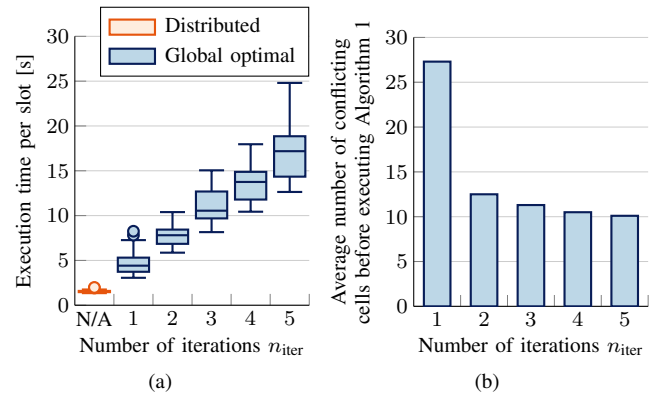 Distributed
Global optimal
Execution time per slot [s]
30
25
20
15
10
5
0
N/A 1 2 3 4 5
Number of iterations n_iter
(a)
Average number of conflicting
cells before executing Algorithm 1
30
25
20
15
10
5
0
1 2 3 4 5
Number of iterations n_iter
(b)